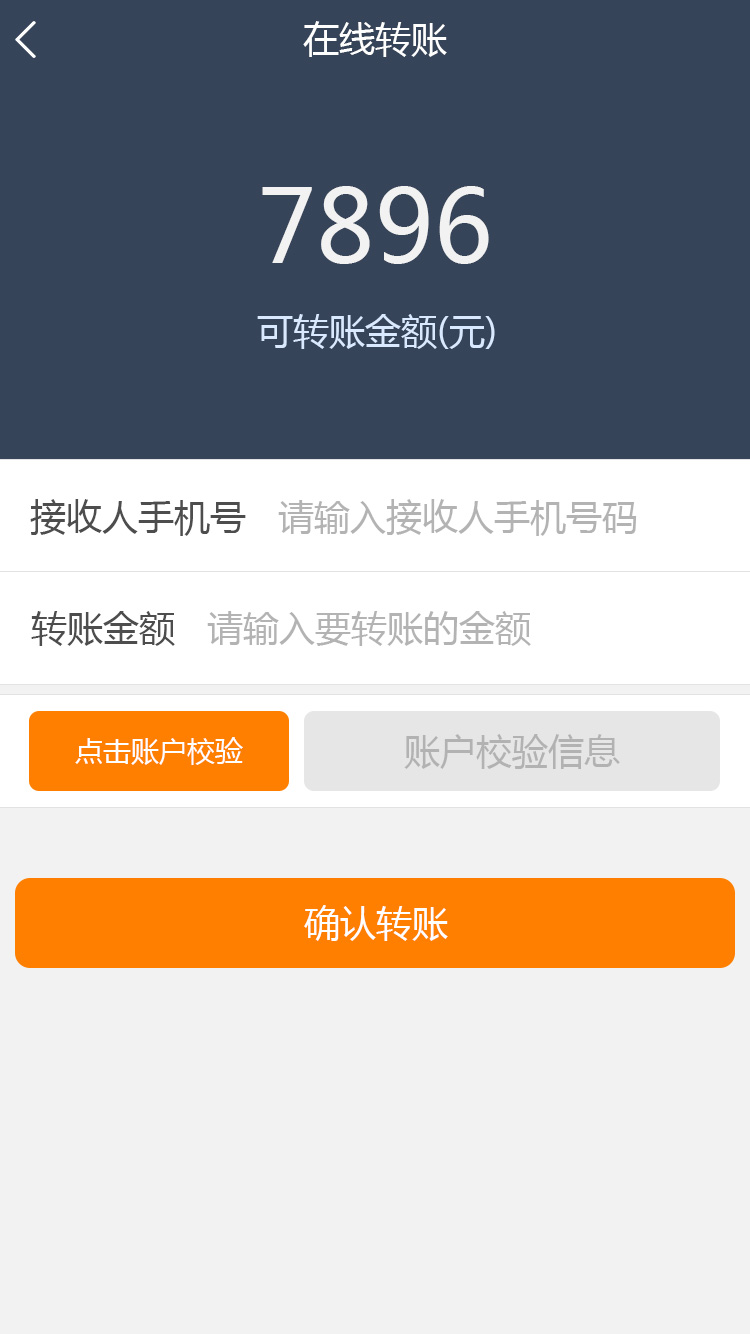 在线转账
7896
可转账金额(元)
接收人手机号 请输入接收人手机号码
转账金额 请输入要转账的金额
点击账户校验 账户校验信息
确认转账